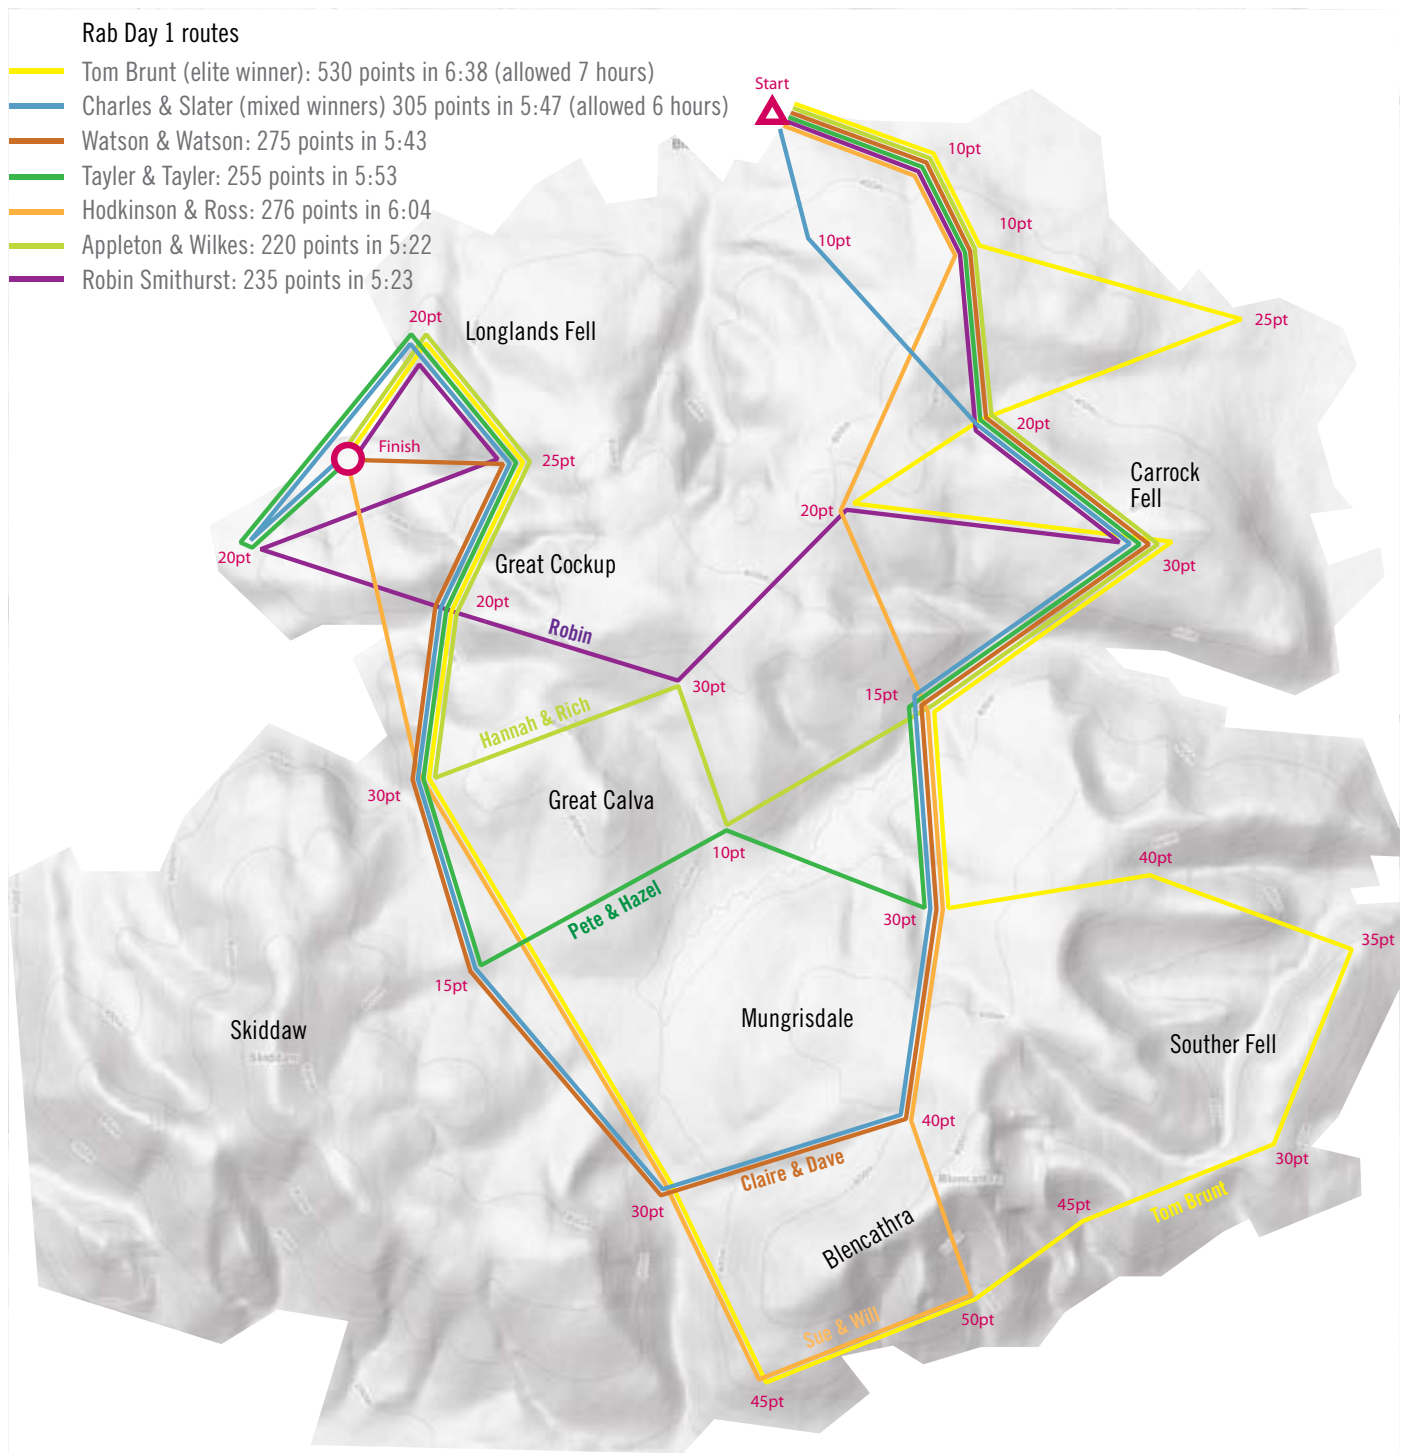 Rab Day 1 routes
Tom Brunt (elite winner): 530 points in 6:38 (allowed 7 hours)
Charles & Slater (mixed winners) 305 points in 5:47 (allowed 6 hours)
Watson & Watson: 275 points in 5:43
Tayler & Tayler: 255 points in 5:53
Hodkinson & Ross: 276 points in 6:04
Appleton & Wilkes: 220 points in 5:22
Robin Smithurst: 235 points in 5:23
Start
10pt
10pt
10pt
25pt
20pt
Longlands Fell
20pt
Finish
25pt
Carrock
Fell
20pt
30pt
20pt
Great Cockup
20pt
Robin
30pt
15pt
Hannah & Rich
30pt
Great Calva
10pt
40pt
Pete & Hazel
30pt
35pt
15pt
Mungrisdale
Skiddaw
Souther Fell
40pt
Claire & Dave
30pt
30pt
45pt
Tom Brunt
Blencathra
50pt
Sue & Will
45pt